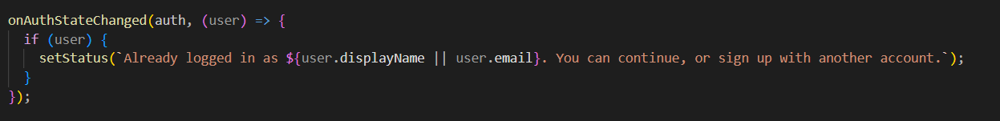 onAuthStateChanged(auth, (user) => {
  if (user) {
    setStatus(`Already logged in as ${user.displayName || user.email}. You can continue, or sign up with another account.`);
  }
});